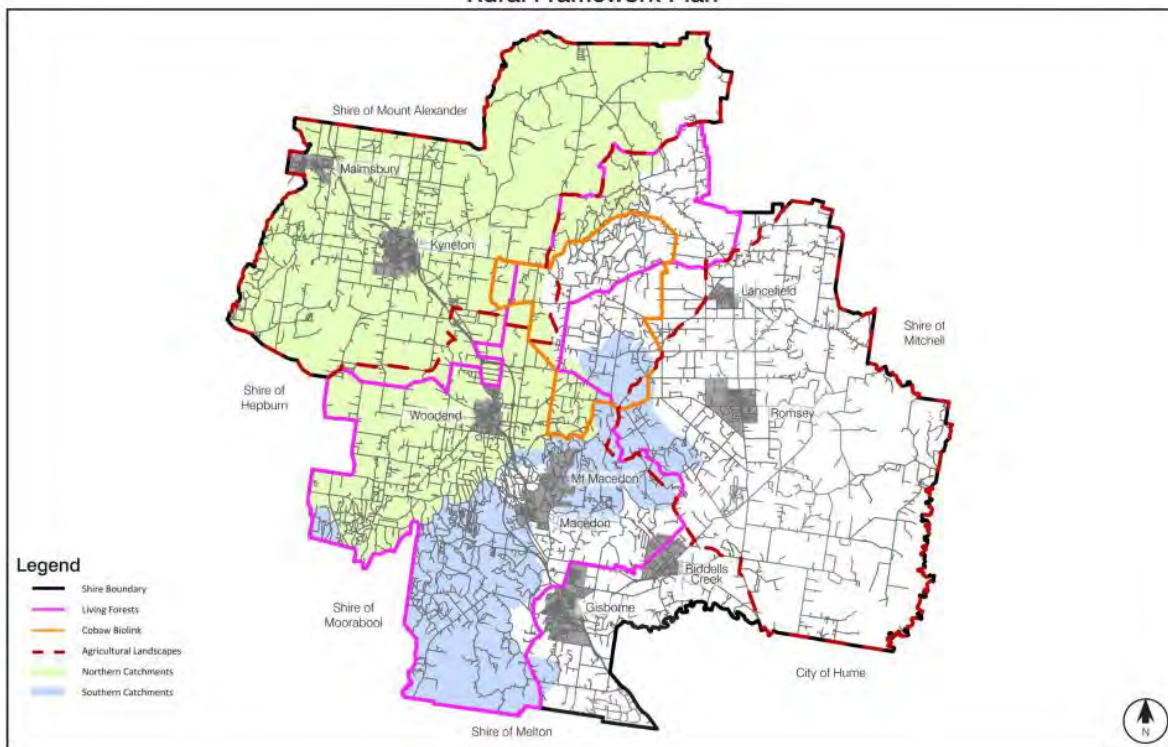 Rural Framework Plan
Shire of Mount Alexander
Malmsbury
Kyneton
Lancefield
Shire of
Mitchell
Shire of
Hepburn
Woodend
Romsey
Mt Macedon
Macedon
Riddells
Creek
Gisborne
Shire of
Moorabool
City of Hume
Shire of Melton
Legend
Shire Boundary
Living Forests
Cobaw Biolink
Agricultural Landscapes
Northern Catchments
Southern Catchments
N